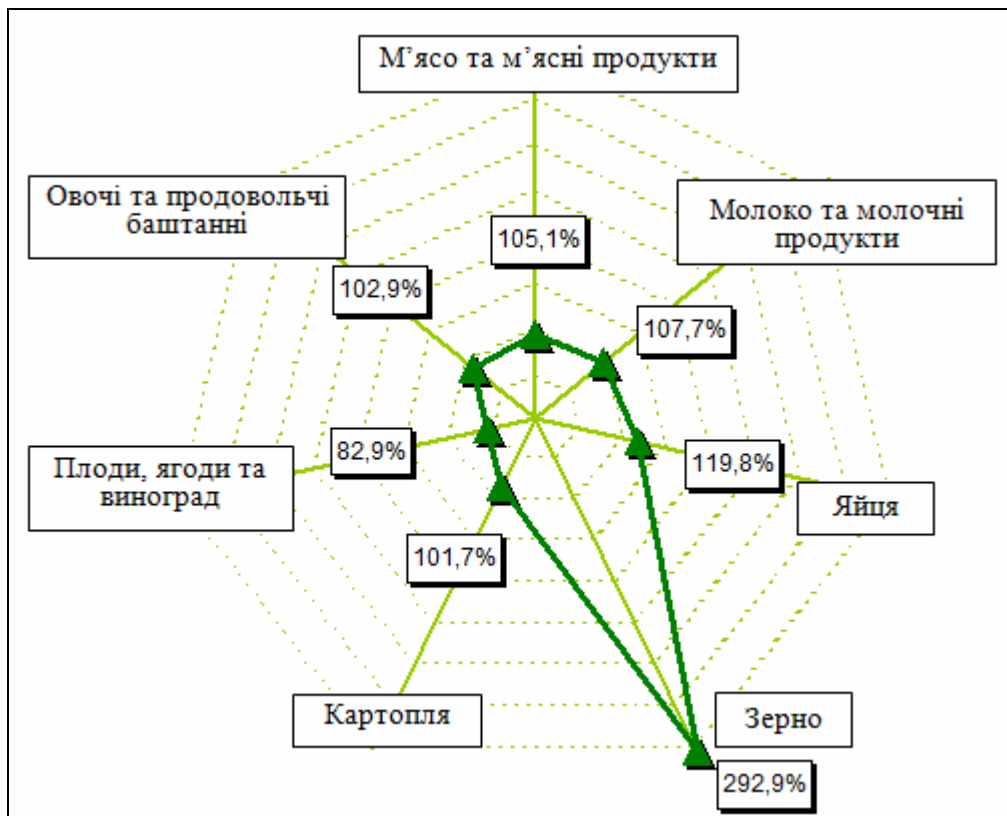 М’ясо та м’ясні продукти
105,1%
Молоко та молочні
продукти
107,7%
Яйця
119,8%
Зерно
292,9%
Картопля
101,7%
Плоди, ягоди та
виноград
82,9%
Овочі та продовольчі
баштанні
102,9%